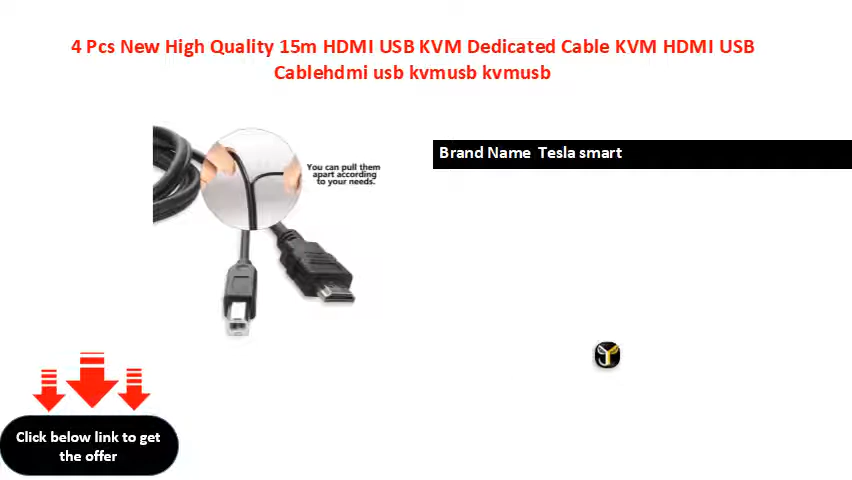 4 Pcs New High Quality 15m HDMI USB KVM Dedicated Cable KVM HDMI USB
Cablehdmi usb kvmusb kvmusb
You can pull them
apart according
to your needs.
Brand Name Tesla smart
Click below link to get
the offer